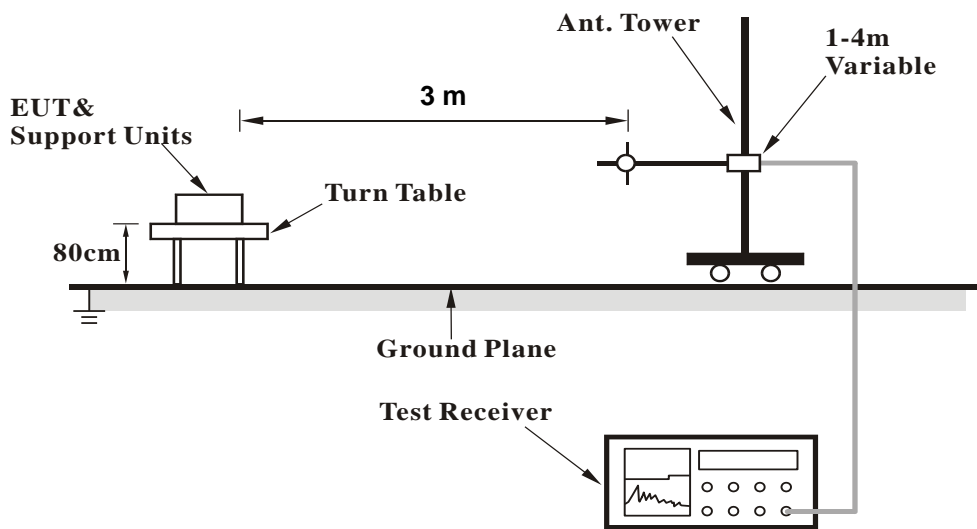 Ant. Tower
1-4m
Variable
3 m
EUT&
Support Units
Turn Table
80cm
Ground Plane
Test Receiver